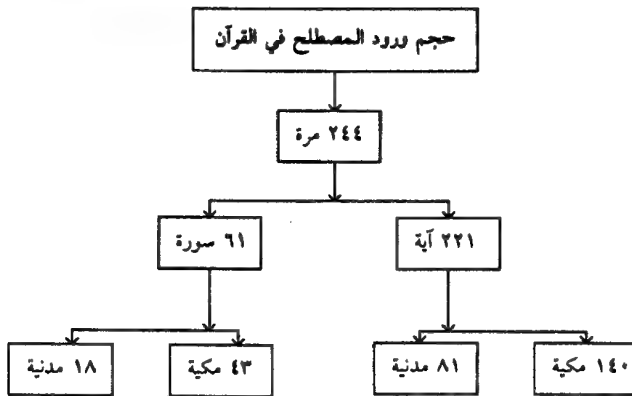 حجم ورود المصطلح في القرآن
٢٤٤ مرة
٢٢١ آية
٦١ سورة
١٤٠ مكية
٨١ مدنية
٤٣ مكية
١٨ مدنية